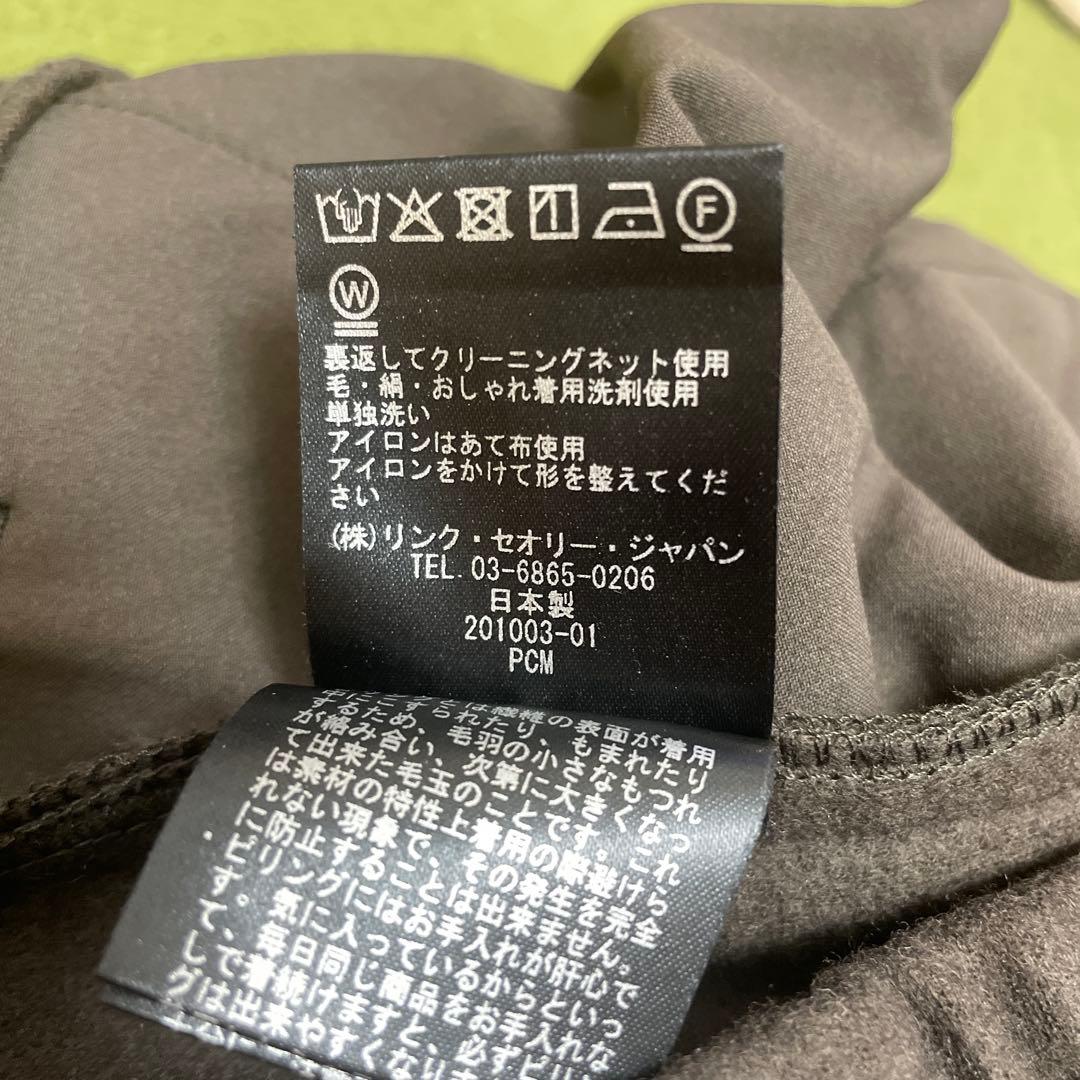 F
W
裏返してクリーニングネット使用
毛・絹・おしゃれ着用洗剤使用
単独洗い
アイロンはあて布使用
アイロンをかけて形を整えてくだ
さい
(株)リンク・セオリー・ジャパン
TEL. 03-6865-0206
日本製
201003-01
PCM
の表面が着用
中にこすられたり、もまれたり
するため、毛羽の小さなもつれ
が絡み合い、次第に大きくなっ
て出来た毛玉のことです。これ
は素材の特性上着用の際避けら
れない現象で、その発生を完全
に防止することは出来ません。
・ピリングにはお手入れが肝心で
す。気に入っているからといっ
て、毎日同じ商品をお手入れな
しで着続けますと、必ずピリン
グは出来やすくなり